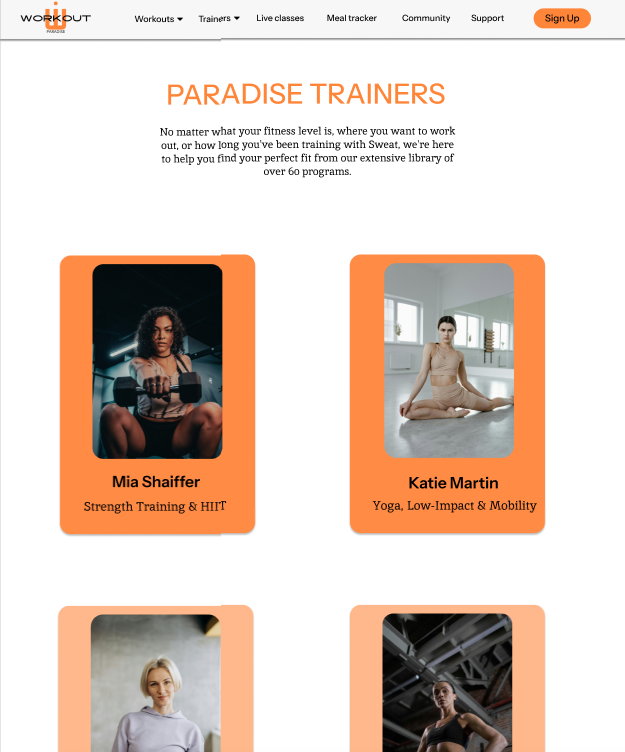 WORKOUT
PARADISE
Workouts
Trainers
Live classes
Meal tracker
Community
Support
Sign Up
PARADISE TRAINERS
No matter what your fitness level is, where you want to work
out, or how long you've been training with Sweat, we're here
to help you find your perfect fit from our extensive library of
over 60 programs.
Mia Shaiffer
Strength Training & HIIT
Katie Martin
Yoga, Low-Impact & Mobility